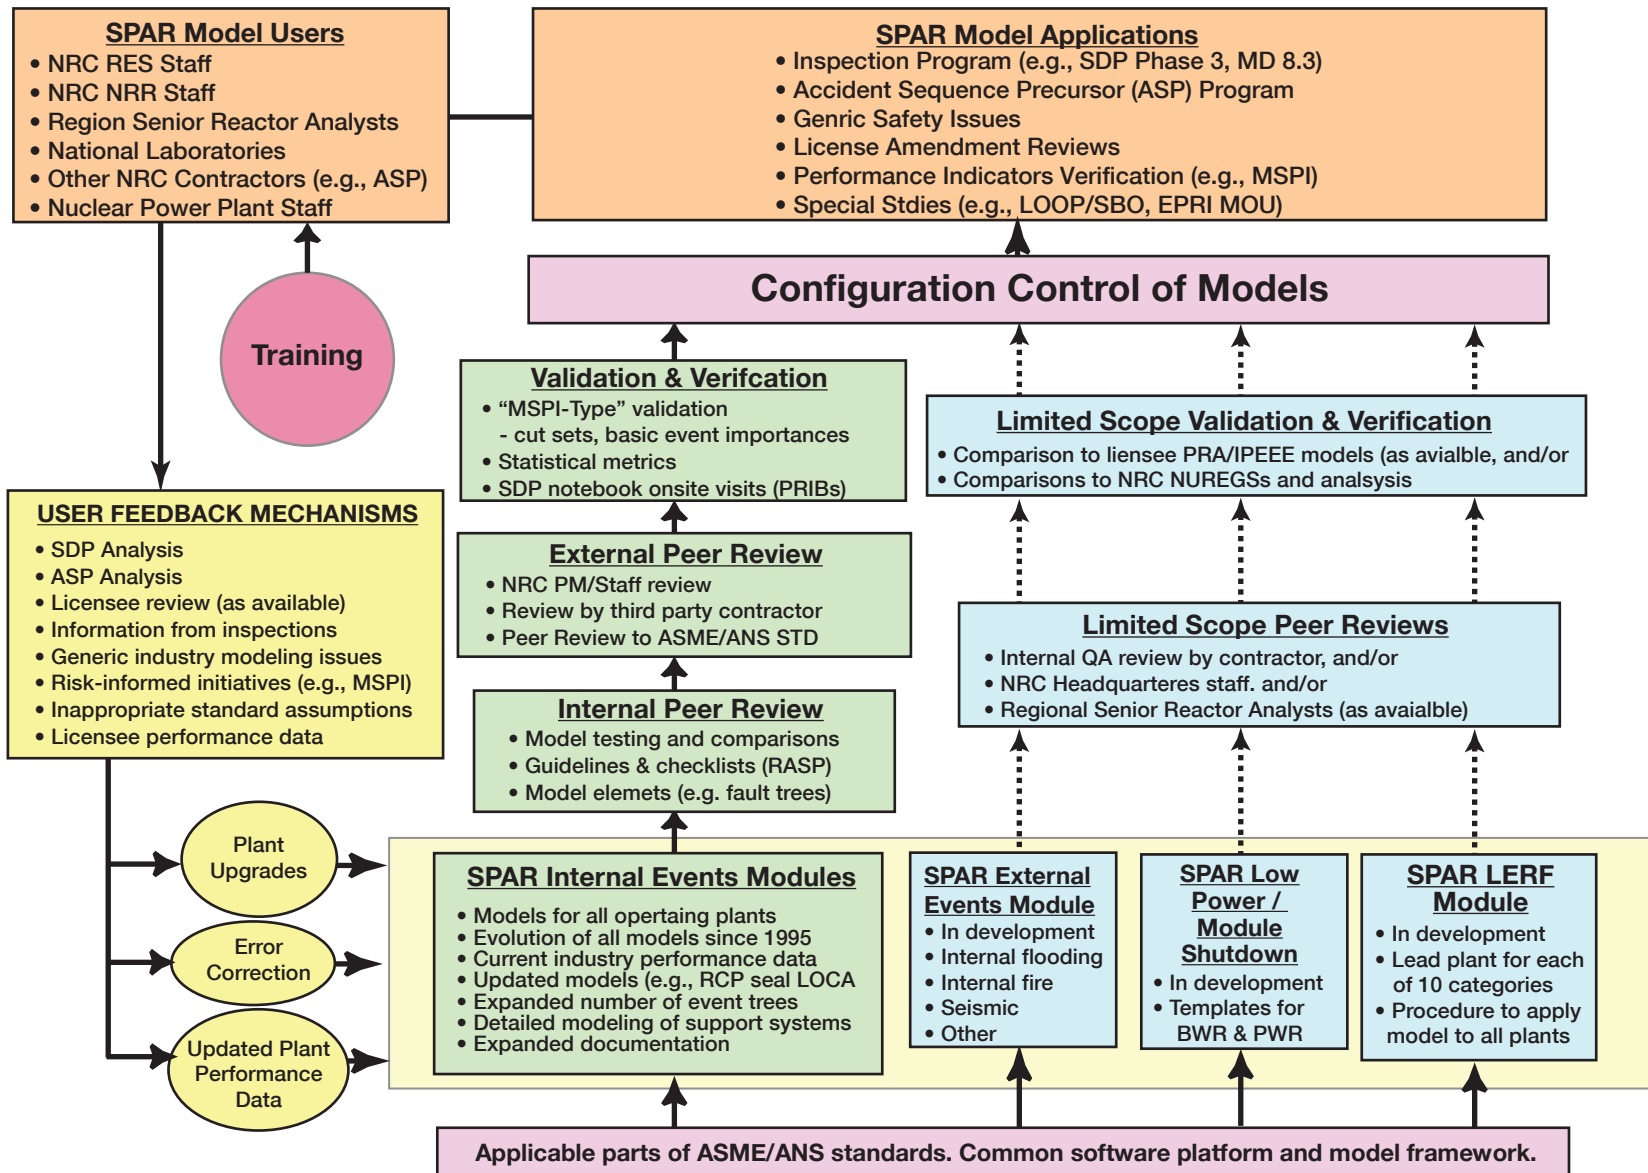 SPAR Model Users
• NRC RES Staff
• NRC NRR Staff
• Region Senior Reactor Analysts
• National Laboratories
• Other NRC Contractors (e.g., ASP)
• Nuclear Power Plant Staff
SPAR Model Applications
• Inspection Program (e.g., SDP Phase 3, MD 8.3)
• Accident Sequence Precursor (ASP) Program
• Genric Safety Issues
• License Amendment Reviews
• Performance Indicators Verification (e.g., MSPI)
• Special Stdies (e.g., LOOP/SBO, EPRI MOU)
Training
Configuration Control of Models
Validation & Verifcation
• “MSPI-Type” validation
- cut sets, basic event importances
• Statistical metrics
• SDP notebook onsite visits (PRIBs)
Limited Scope Validation & Verification
• Comparison to liensee PRA/IPEEE models (as avialble, and/or
• Comparisons to NRC NUREGSs and analsysis
USER FEEDBACK MECHANISMS
• SDP Analysis
• ASP Analysis
• Licensee review (as available)
• Information from inspections
• Generic industry modeling issues
• Risk-informed initiatives (e.g., MSPI)
• Inappropriate standard assumptions
• Licensee performance data
External Peer Review
• NRC PM/Staff review
• Review by third party contractor
• Peer Review to ASME/ANS STD
Limited Scope Peer Reviews
• Internal QA review by contractor, and/or
• NRC Headquarteres staff. and/or
• Regional Senior Reactor Analysts (as avaialble)
Internal Peer Review
• Model testing and comparisons
• Guidelines & checklists (RASP)
• Model elemets (e.g. fault trees)
Plant
Upgrades
Error
Correction
Updated Plant
Performance
Data
SPAR Internal Events Modules
• Models for all opertaing plants
• Evolution of all models since 1995
• Current industry performance data
• Updated models (e.g., RCP seal LOCA
• Expanded number of event trees
• Detailed modeling of support systems
• Expanded documentation
SPAR External
Events Module
• In development
• Internal flooding
• Internal fire
• Seismic
• Other
SPAR Low
Power /
Module
Shutdown
• In development
• Templates for
BWR & PWR
SPAR LERF
Module
• In development
• Lead plant for each
of 10 categories
• Procedure to apply
model to all plants
Applicable parts of ASME/ANS standards. Common software platform and model framework.